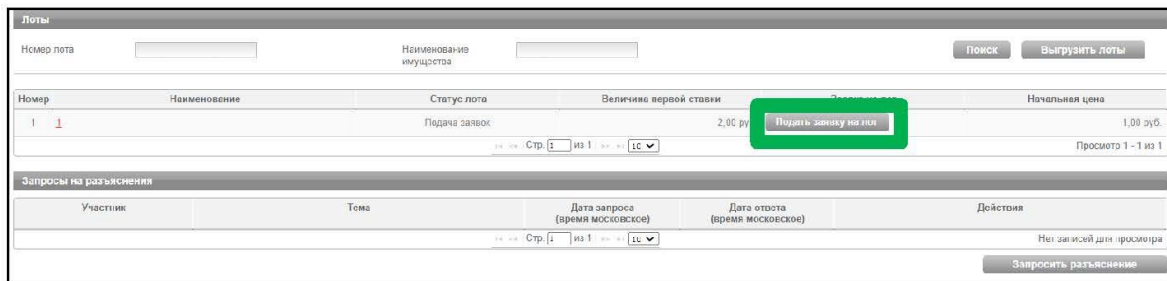 Лоты
Номер лота Наименование имущества Поиск Выгрузить лоты
Номер Наименование Статус лота Величина первой ставки Начальная цена
1 1 Подача заявок 2,00 ру Подать заявку на лот 1,00 руб.
Стр. 1 из 1 10 Просмотр 1 - 1 из 1
Запросы на разъяснения
Участник Тема Дата запроса (время московское) Дата ответа (время московское) Действия
Стр. 1 из 1 10 Нет записей для просмотра
Запросить разъяснение